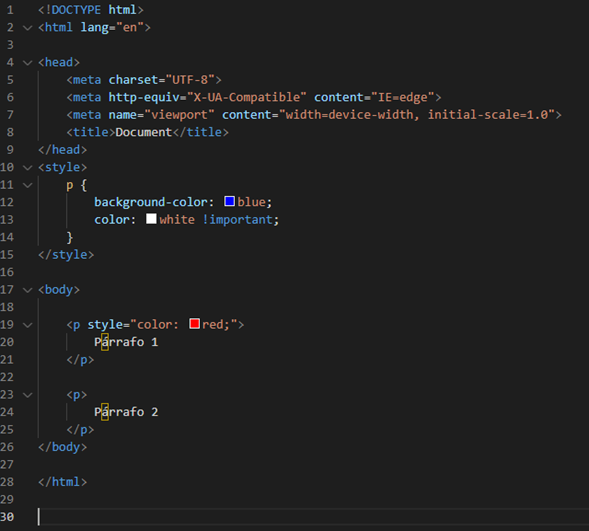 1 <!DOCTYPE html>
2 <html lang="en">
3
4 <head>
5     <meta charset="UTF-8">
6     <meta http-equiv="X-UA-Compatible" content="IE=edge">
7     <meta name="viewport" content="width=device-width, initial-scale=1.0">
8     <title>Document</title>
9 </head>
10 <style>
11     p {
12         background-color: blue;
13         color: white !important;
14     }
15 </style>
16
17 <body>
18
19     <p style="color: red;">
20         Párrafo 1
21     </p>
22
23     <p>
24         Párrafo 2
25     </p>
26 </body>
27
28 </html>
29
30